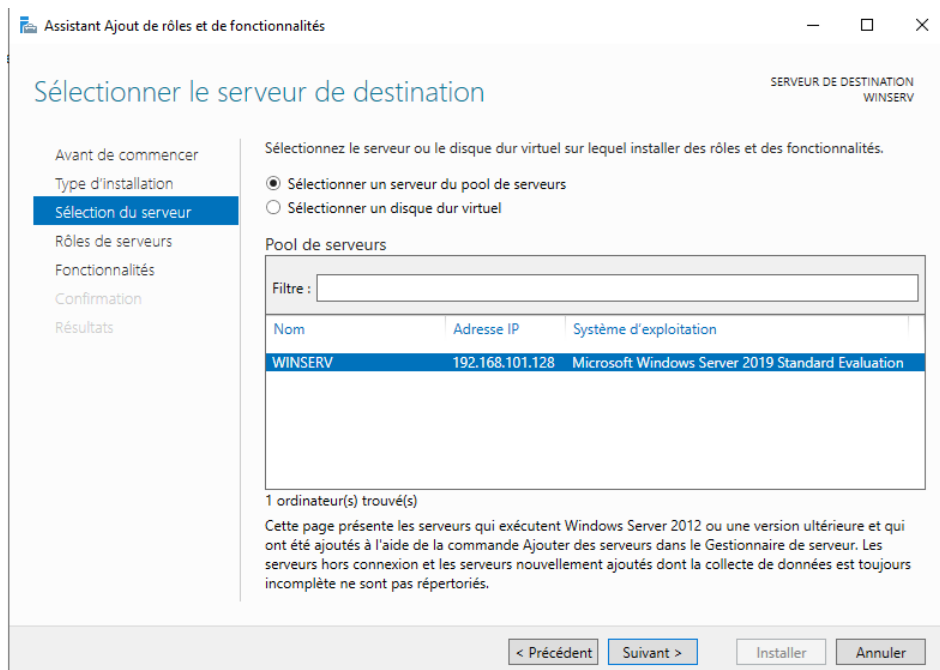 Assistant Ajout de rôles et de fonctionnalités
Sélectionner le serveur de destination
SERVEUR DE DESTINATION
WINSERV
Avant de commencer
Type d'installation
Sélection du serveur
Rôles de serveurs
Fonctionnalités
Confirmation
Résultats
Sélectionnez le serveur ou le disque dur virtuel sur lequel installer des rôles et des fonctionnalités.
Sélectionner un serveur du pool de serveurs
Sélectionner un disque dur virtuel
Pool de serveurs
Filtre :
Nom Adresse IP Système d'exploitation
WINSERV 192.168.101.128 Microsoft Windows Server 2019 Standard Evaluation
1 ordinateur(s) trouvé(s)
Cette page présente les serveurs qui exécutent Windows Server 2012 ou une version ultérieure et qui
ont été ajoutés à l'aide de la commande Ajouter des serveurs dans le Gestionnaire de serveur. Les
serveurs hors connexion et les serveurs nouvellement ajoutés dont la collecte de données est toujours
incomplète ne sont pas répertoriés.
< Précédent Suivant > Installer Annuler